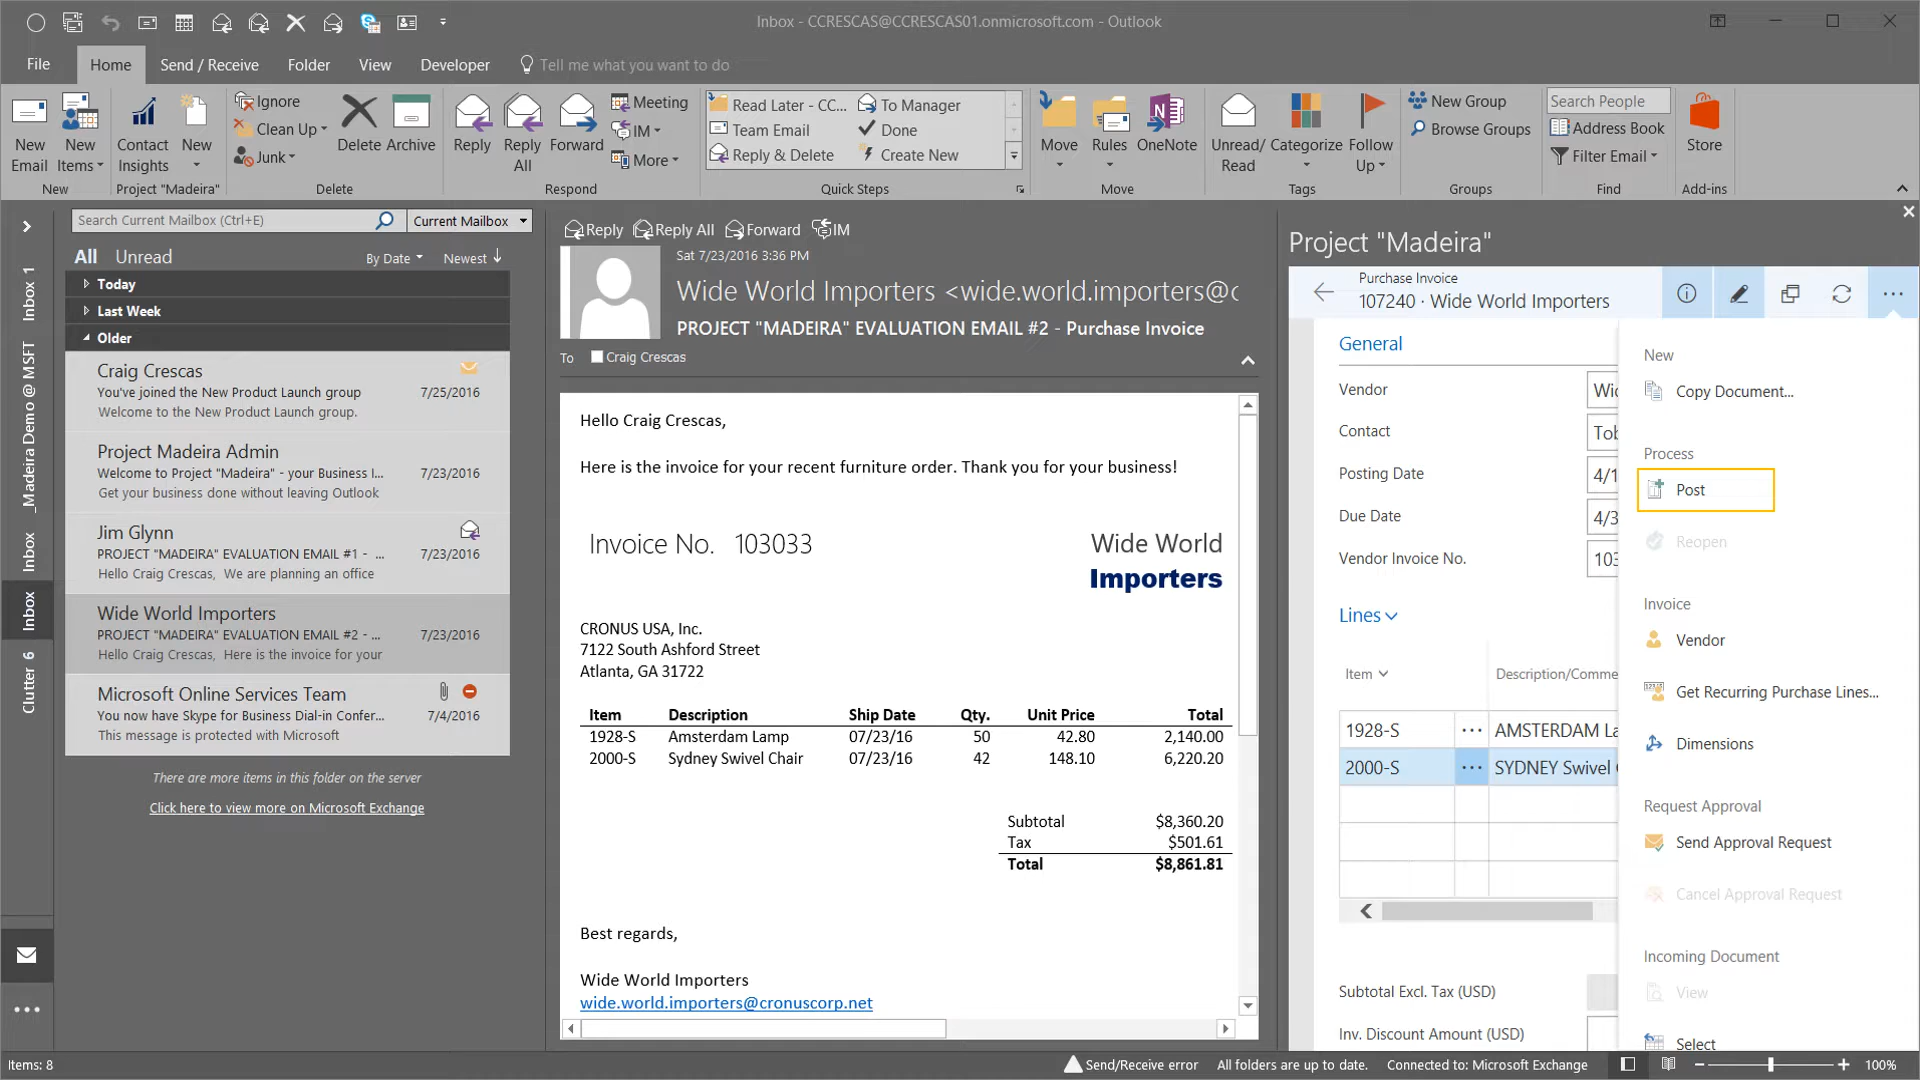 Inbox - CCRESCAS@CCRESCAS01.onmicrosoft.com - Outlook
File
Home
Send / Receive
Folder
View
Developer
Tell me what you want to do
New Email
New Items
New
Contact Insights
New
Project "Madeira"
Ignore
Clean Up
Junk
Delete
Archive
Delete
Reply
Reply All
Forward
Meeting
IM
More
Respond
Read Later - CC...
Team Email
Reply & Delete
To Manager
Done
Create New
Quick Steps
Move
Rules
OneNote
Move
Unread/ Read
Categorize
Follow Up
Tags
New Group
Browse Groups
Groups
Search People
Address Book
Filter Email
Find
Store
Add-ins
Inbox 1
_Madeira Demo @ MSFT
Inbox
Inbox
Clutter 6
Search Current Mailbox (Ctrl+E)
Current Mailbox
All
Unread
By Date
Newest
Today
Last Week
Older
Craig Crescas
You've joined the New Product Launch group 7/25/2016
Welcome to the New Product Launch group.
Project Madeira Admin
Welcome to Project "Madeira" - your Business I... 7/23/2016
Get your business done without leaving Outlook
Jim Glynn
PROJECT "MADEIRA" EVALUATION EMAIL #1 - ... 7/23/2016
Hello Craig Crescas, We are planning an office
Wide World Importers
PROJECT "MADEIRA" EVALUATION EMAIL #2 - ... 7/23/2016
Hello Craig Crescas, Here is the invoice for your
Microsoft Online Services Team
You now have Skype for Business Dial-in Confer... 7/4/2016
This message is protected with Microsoft
There are more items in this folder on the server
Click here to view more on Microsoft Exchange
Reply
Reply All
Forward
IM
Sat 7/23/2016 3:36 PM
Wide World Importers <wide.world.importers@c
PROJECT "MADEIRA" EVALUATION EMAIL #2 - Purchase Invoice
To Craig Crescas
Hello Craig Crescas,
Here is the invoice for your recent furniture order. Thank you for your business!
Invoice No. 103033
Wide World
Importers
CRONUS USA, Inc.
7122 South Ashford Street
Atlanta, GA 31722
Item Description Ship Date Qty. Unit Price Total
1928-S Amsterdam Lamp 07/23/16 50 42.80 2,140.00
2000-S Sydney Swivel Chair 07/23/16 42 148.10 6,220.20
Subtotal $8,360.20
Tax $501.61
Total $8,861.81
Best regards,
Wide World Importers
wide.world.importers@cronuscorp.net
Project "Madeira"
Purchase Invoice
107240 · Wide World Importers
General
Vendor Wid
Contact Tob
Posting Date 4/1
Due Date 4/3
Vendor Invoice No. 103
Lines
Item Description/Comme
1928-S ... AMSTERDAM La
2000-S ... SYDNEY Swivel C
Subtotal Excl. Tax (USD)
Inv. Discount Amount (USD)
New
Copy Document...
Process
Post
Reopen
Invoice
Vendor
Get Recurring Purchase Lines...
Dimensions
Request Approval
Send Approval Request
Cancel Approval Request
Incoming Document
View
Select
Items: 8
Send/Receive error
All folders are up to date.
Connected to: Microsoft Exchange
100%